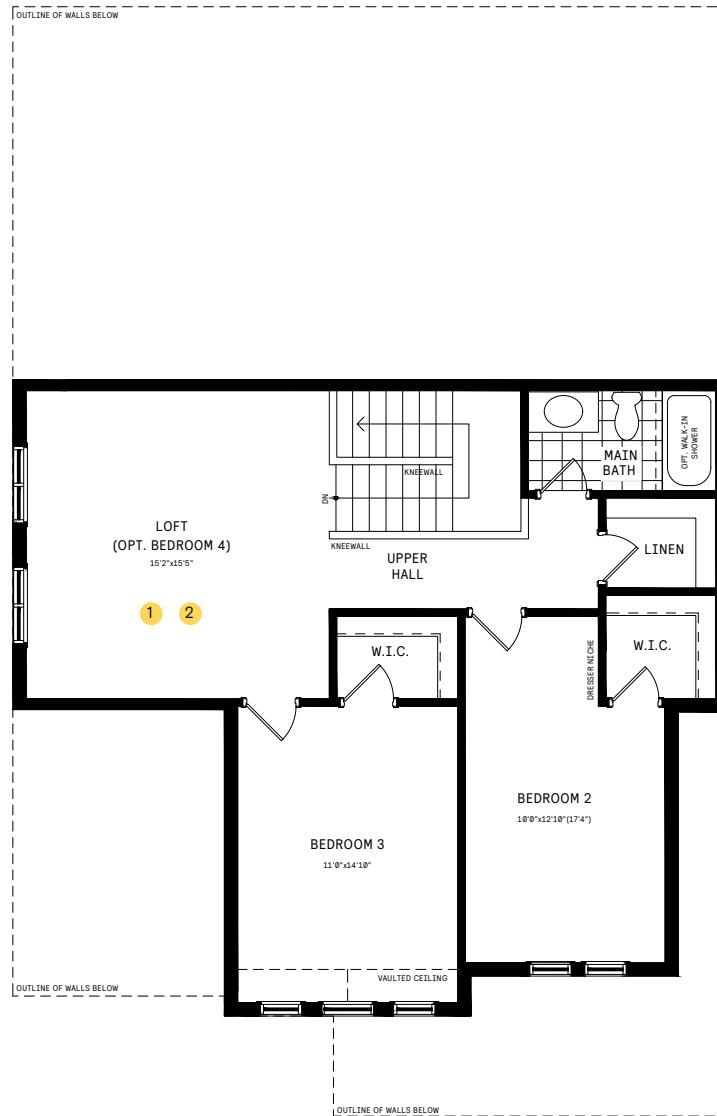 OUTLINE OF WALLS BELOW
OPT. WALK-IN
SHOWER
MAIN
BATH
KNEEWALL
DN
LOFT
(OPT. BEDROOM 4)
15'2"x15'5"
KNEEWALL
UPPER
HALL
LINEN
1 2
W.I.C.
DRESSER NICHE
W.I.C.
BEDROOM 2
10'0"x12'10"(17'4")
BEDROOM 3
11'0"x14'10"
VAULTED CEILING
OUTLINE OF WALLS BELOW
OUTLINE OF WALLS BELOW